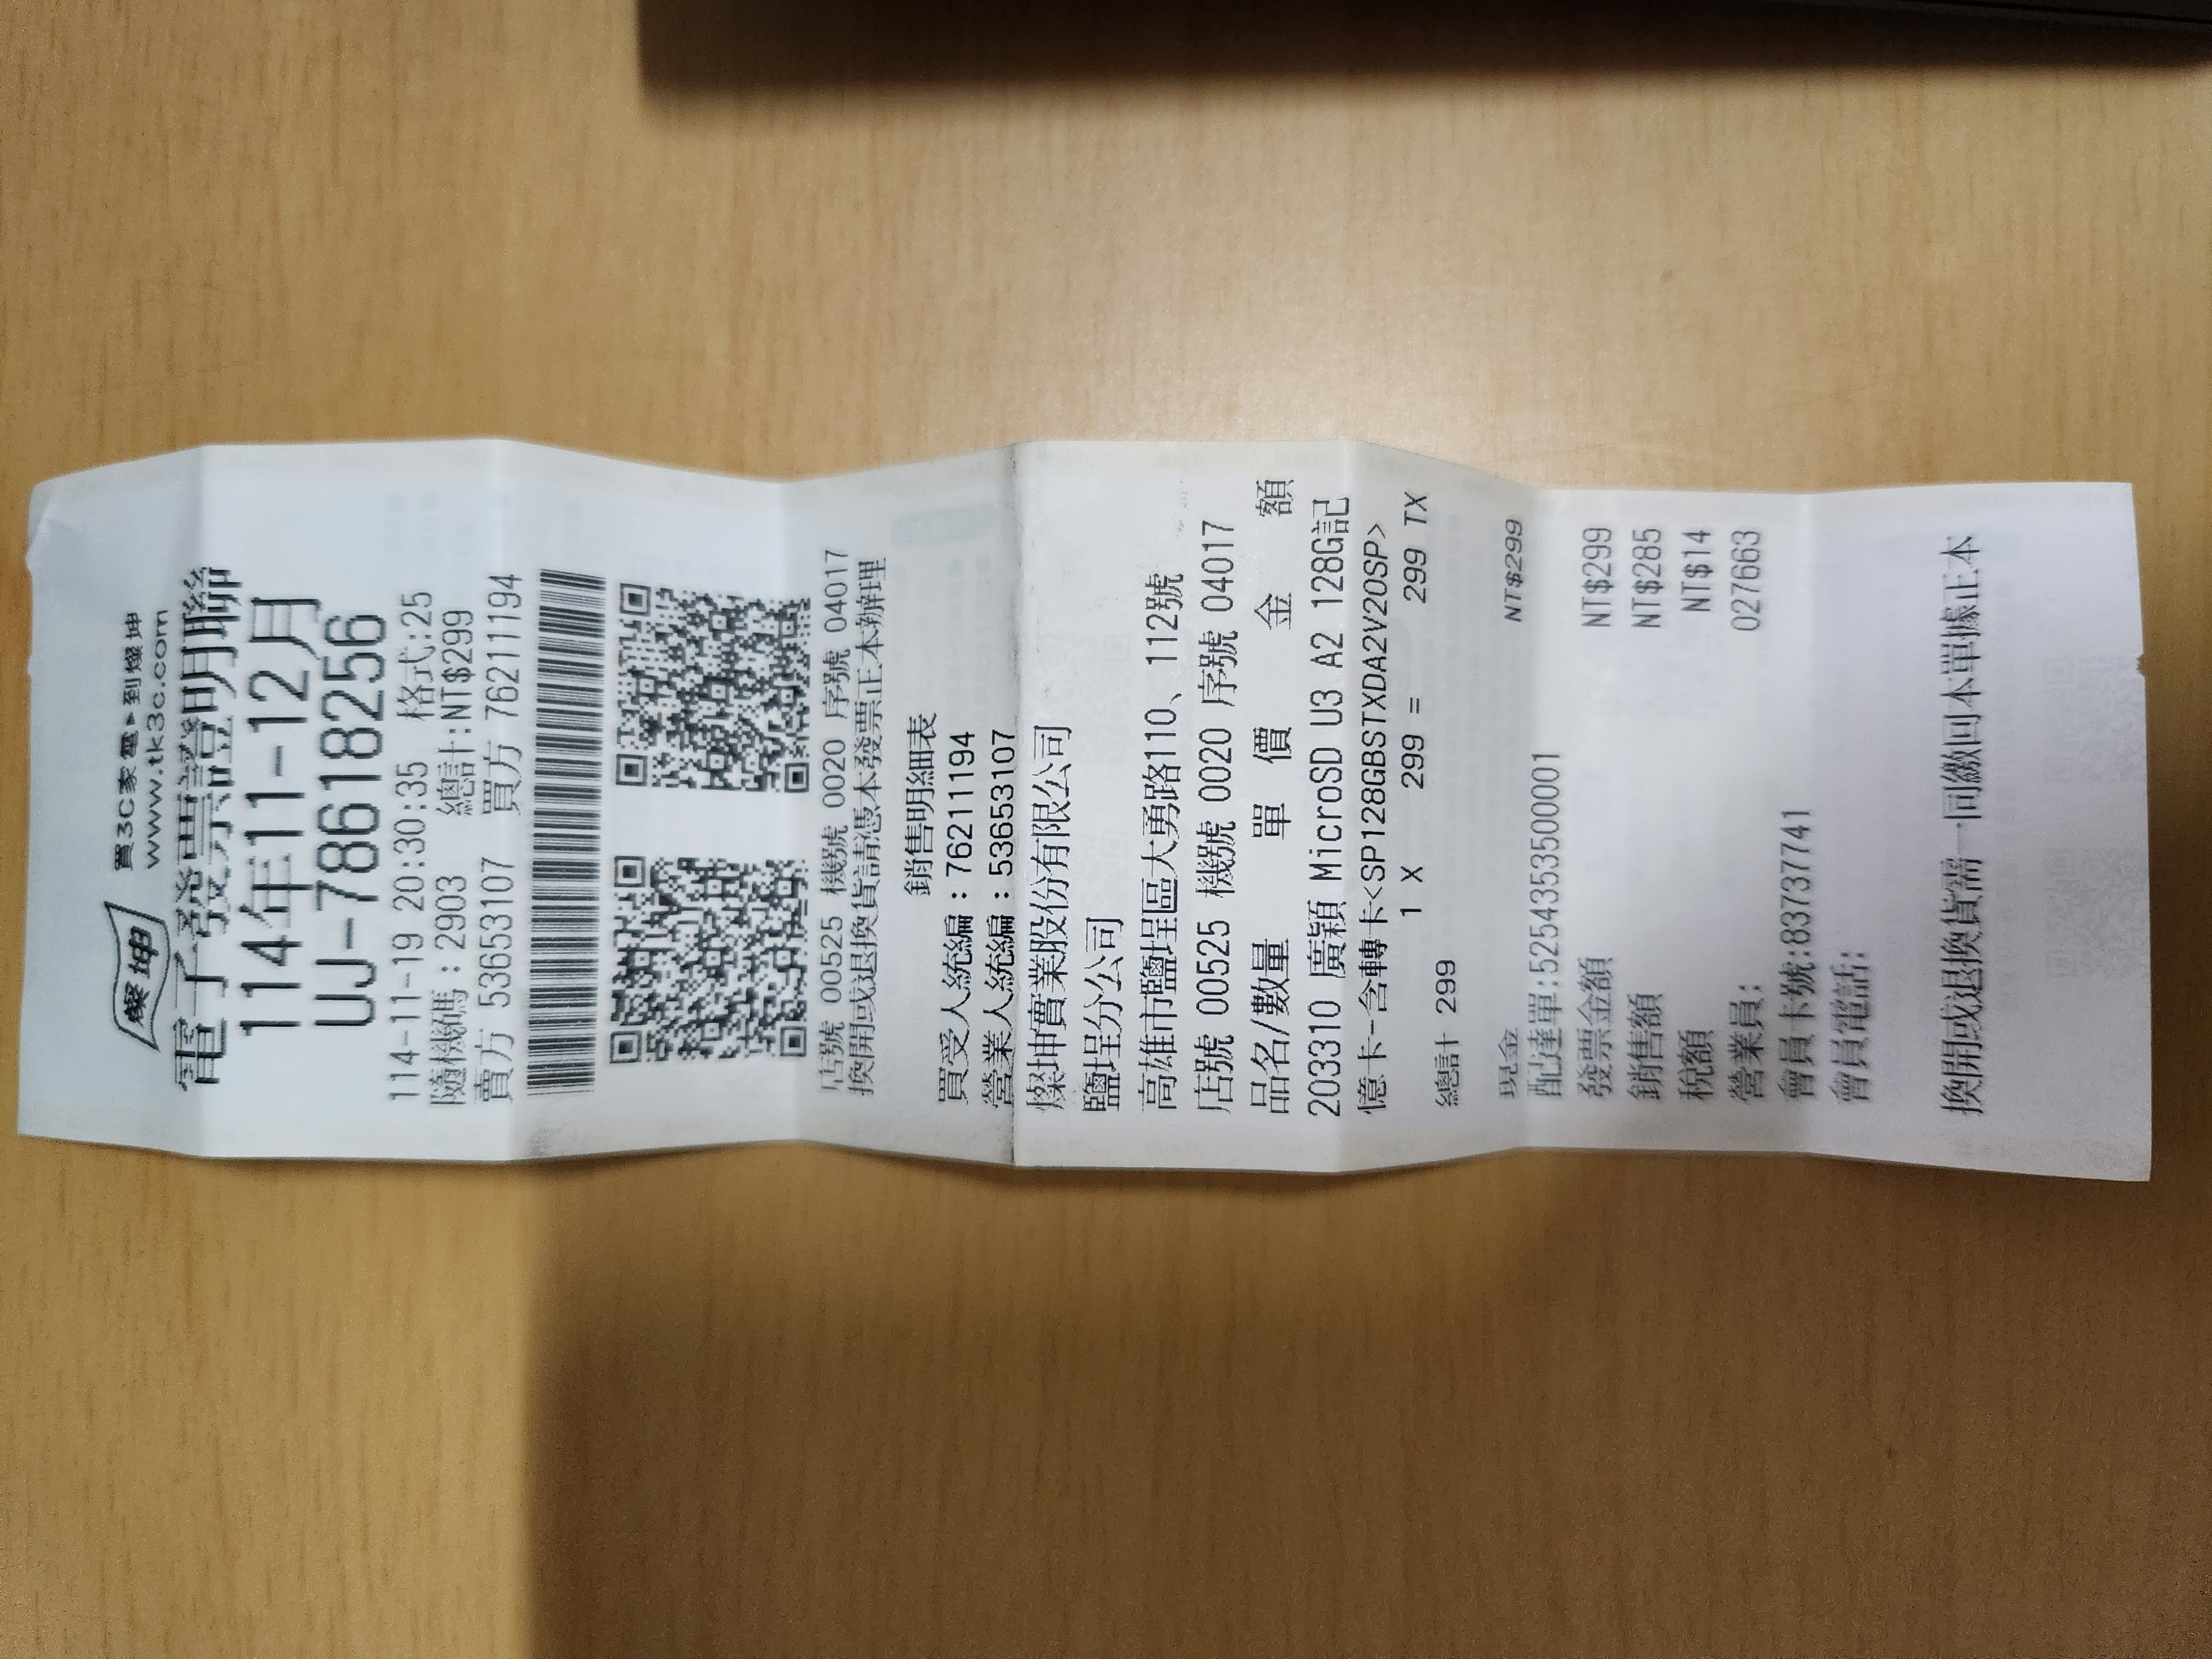 燦坤
買3C家電▸到燦坤
www.tk3c.com
電子發票證明聯
114年11-12月
UJ-78618256
114-11-19 20:30:35 格式:25
隨機碼:2903 總計:NT$299
賣方 53653107 買方 76211194
店號 00525 機號 0020 序號 04017
換開或退換貨請憑本發票正本辦理
銷售明細表
買受人統編:76211194
營業人統編:53653107
燦坤實業股份有限公司
鹽埕分公司
高雄市鹽埕區大勇路110、112號
店號 00525 機號 0020 序號 04017
品名/數量 單 價 金 額
203310 廣穎 MicroSD U3 A2 128G記
憶卡-含轉卡<SP128GBSTXDA2V20SP>
1 X 299 = 299 TX
總計 299
現金 NT$299
配達單:5254353500001
發票金額 NT$299
銷售額 NT$285
稅額 NT$14
營業員: 027663
會員卡號:83737741
會員電話:
換開或退換貨需一同繳回本單據正本